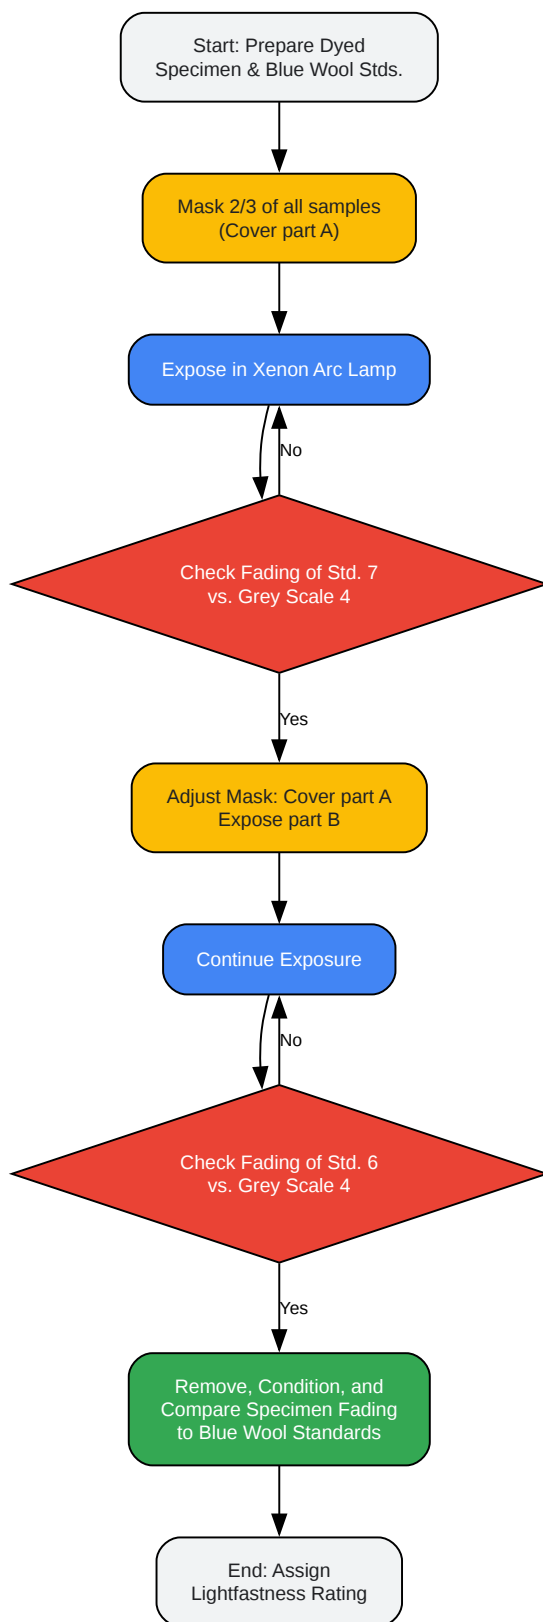 Start: Prepare Dyed
Specimen & Blue Wool Stds.
Mask 2/3 of all samples
(Cover part A)
Expose in Xenon Arc Lamp
No
Check Fading of Std. 7
vs. Grey Scale 4
Yes
Adjust Mask: Cover part A
Expose part B
Continue Exposure
No
Check Fading of Std. 6
vs. Grey Scale 4
Yes
Remove, Condition, and
Compare Specimen Fading
to Blue Wool Standards
End: Assign
Lightfastness Rating